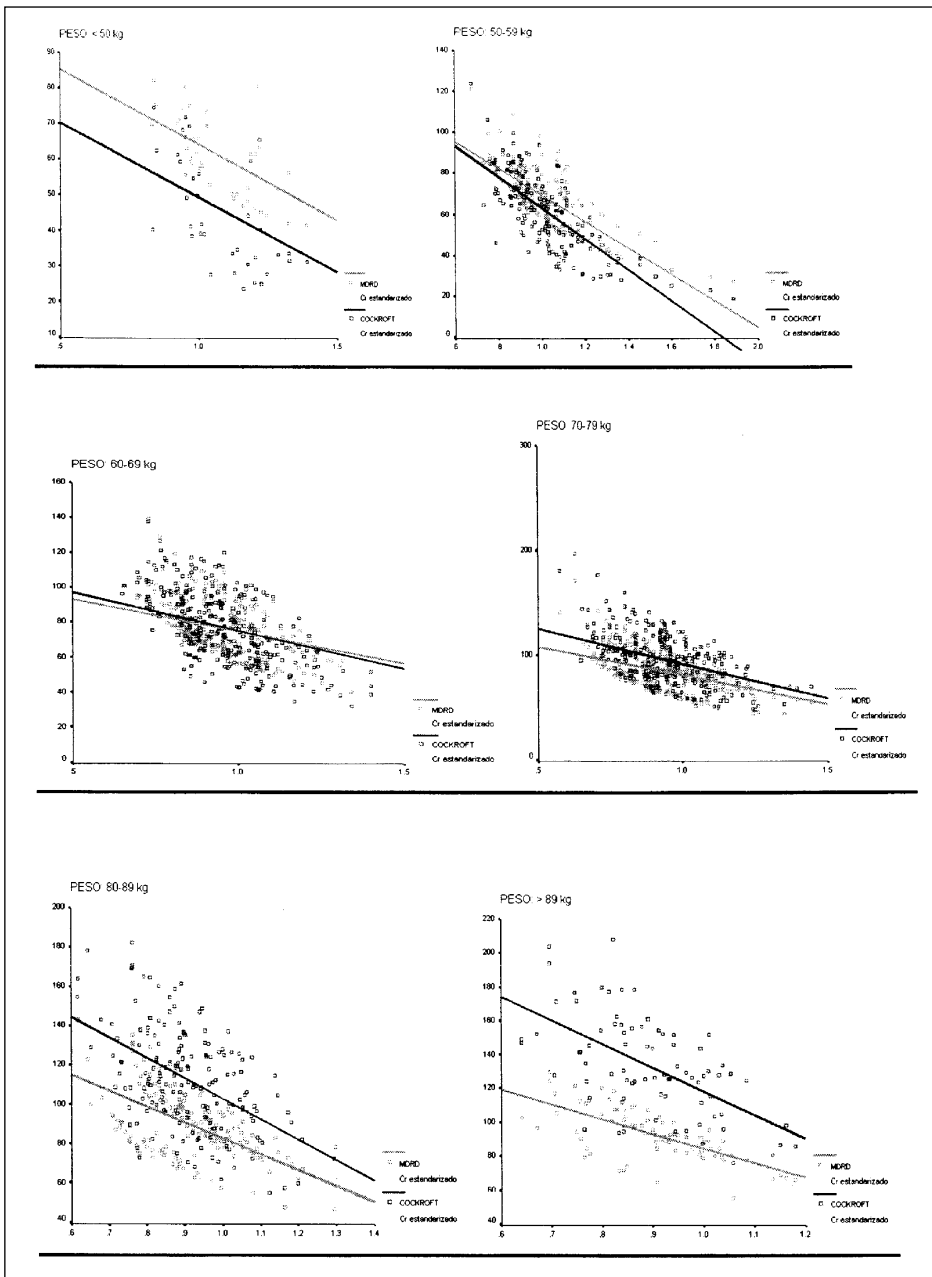 PESO: < 50 kg
90
80
70
60
50
40
30
20
10
.5
1.0
1.5
MDRD
Cr estandarizado
COCKROFT
Cr estandarizado
PESO: 50-59 kg
140
120
100
80
60
40
20
0
.6
.8
1.0
1.2
1.4
1.6
1.8
2.0
MDRD
Cr estandarizado
COCKROFT
Cr estandarizado
PESO: 60-69 kg
160
140
120
100
80
60
40
20
0
.5
1.0
1.5
MDRD
Cr estandarizado
COCKROFT
Cr estandarizado
PESO 70-79 kg
300
200
100
0
.5
1.0
1.5
MDRD
Cr estandarizado
COCKROFT
Cr estandarizado
PESO 80-89 kg
200
180
160
140
120
100
80
60
40
.6
.7
.8
.9
1.0
1.1
1.2
1.3
1.4
MDRD
Cr estandarizado
COCKROFT
Cr estandarizado
PESO: > 89 kg
220
200
180
160
140
120
100
80
60
40
.6
.7
.8
.9
1.0
1.1
1.2
MDRD
Cr estandarizado
COCKROFT
Cr estandarizado